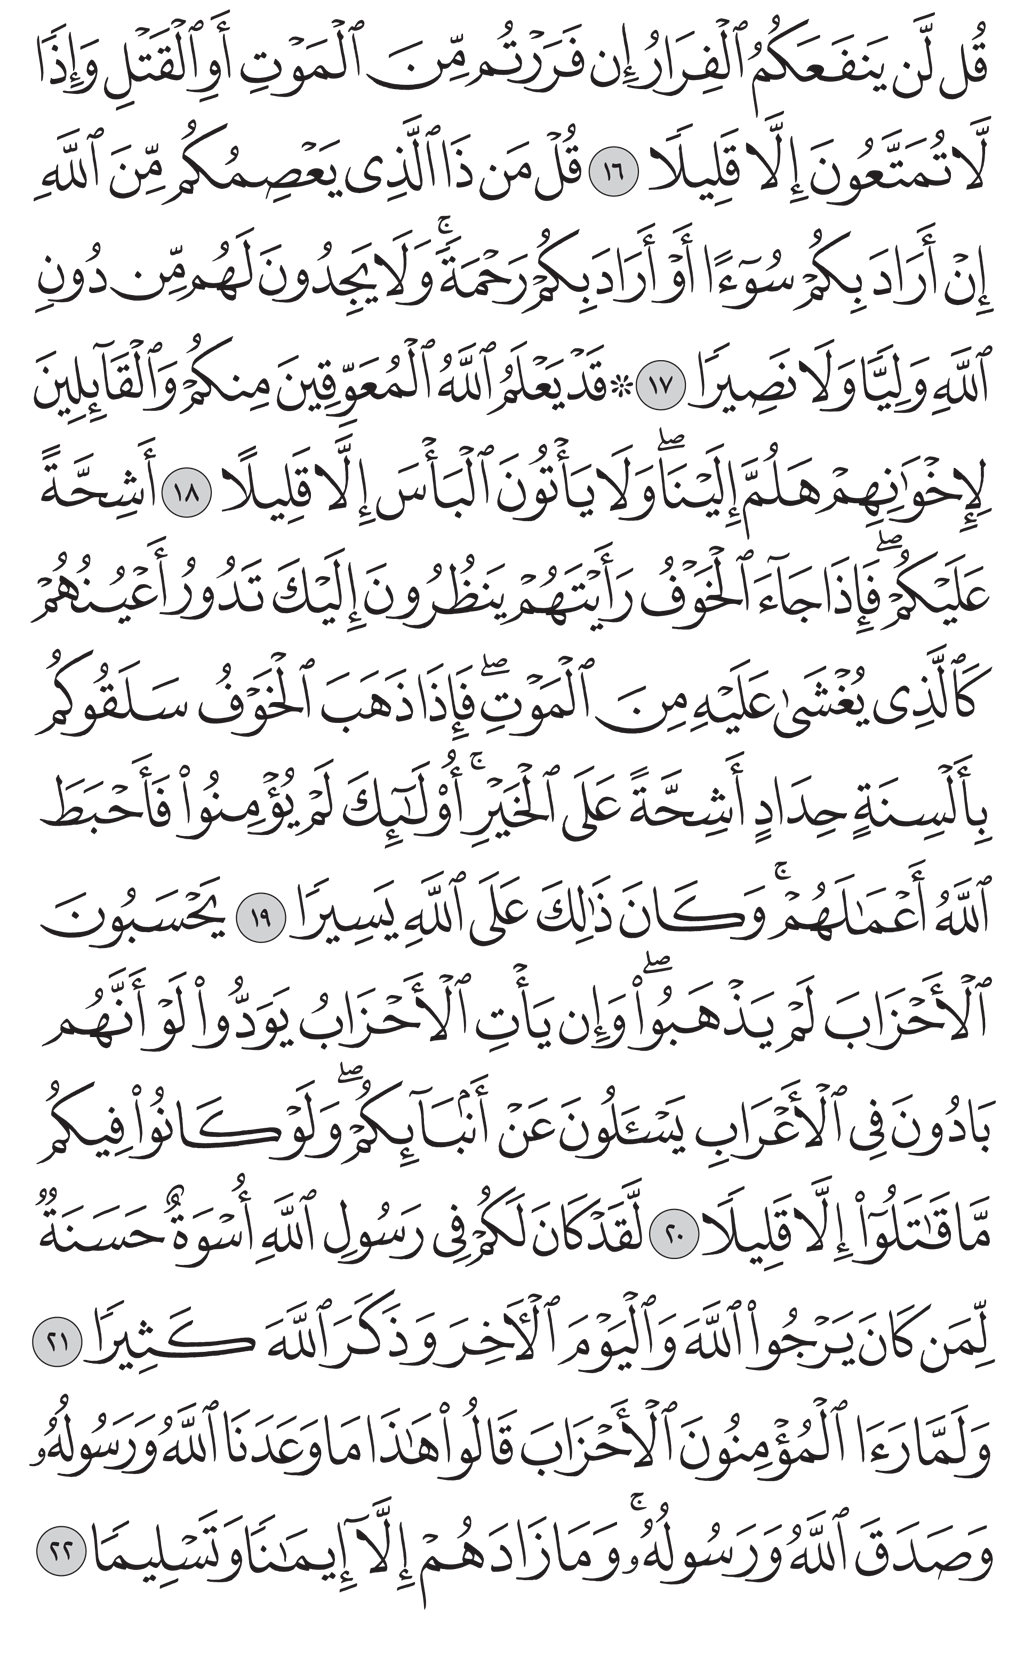 قُل لَّن يَنفَعَكُمُ ٱلْفِرَارُ إِن فَرَرْتُم مِّنَ ٱلْمَوْتِ أَوِ ٱلْقَتْلِ وَإِذًا
لَّا تُمَتَّعُونَ إِلَّا قَلِيلًا ١٦ قُلْ مَن ذَا ٱلَّذِى يَعْصِمُكُم مِّنَ ٱللَّهِ
إِنْ أَرَادَ بِكُمْ سُوٓءًا أَوْ أَرَادَ بِكُمْ رَحْمَةً ۚ وَلَا يَجِدُونَ لَهُم مِّن دُونِ
ٱللَّهِ وَلِيًّا وَلَا نَصِيرًا ١٧ ❇ قَدْ يَعْلَمُ ٱللَّهُ ٱلْمُعَوِّقِينَ مِنكُمْ وَٱلْقَآئِلِينَ
لِإِخْوَٰنِهِمْ هَلُمَّ إِلَيْنَا ۖ وَلَا يَأْتُونَ ٱلْبَأْسَ إِلَّا قَلِيلًا ١٨ أَشِحَّةً
عَلَيْكُمْ ۖ فَإِذَا جَآءَ ٱلْخَوْفُ رَأَيْتَهُمْ يَنظُرُونَ إِلَيْكَ تَدُورُ أَعْيُنُهُمْ
كَٱلَّذِى يُغْشَىٰ عَلَيْهِ مِنَ ٱلْمَوْتِ ۖ فَإِذَا ذَهَبَ ٱلْخَوْفُ سَلَقُوكُم
بِأَلْسِنَةٍ حِدَادٍ أَشِحَّةً عَلَى ٱلْخَيْرِ ۚ أُو۟لَـٰٓئِكَ لَمْ يُؤْمِنُوا۟ فَأَحْبَطَ
ٱللَّهُ أَعْمَـٰلَهُمْ ۚ وَكَانَ ذَٰلِكَ عَلَى ٱللَّهِ يَسِيرًا ١٩ يَحْسَبُونَ
ٱلْأَحْزَابَ لَمْ يَذْهَبُوا۟ ۖ وَإِن يَأْتِ ٱلْأَحْزَابُ يَوَدُّوا۟ لَوْ أَنَّهُم
بَادُونَ فِى ٱلْأَعْرَابِ يَسْـَٔلُونَ عَنْ أَنۢبَآئِكُمْ ۖ وَلَوْ كَانُوا۟ فِيكُم
مَّا قَـٰتَلُوٓا۟ إِلَّا قَلِيلًا ٢٠ لَّقَدْ كَانَ لَكُمْ فِى رَسُولِ ٱللَّهِ أُسْوَةٌ حَسَنَةٌ
لِّمَن كَانَ يَرْجُوا۟ ٱللَّهَ وَٱلْيَوْمَ ٱلْـَٔاخِرَ وَذَكَرَ ٱللَّهَ كَثِيرًا ٢١
وَلَمَّا رَءَا ٱلْمُؤْمِنُونَ ٱلْأَحْزَابَ قَالُوا۟ هَـٰذَا مَا وَعَدَنَا ٱللَّهُ وَرَسُولُهُۥ
وَصَدَقَ ٱللَّهُ وَرَسُولُهُۥ ۚ وَمَا زَادَهُمْ إِلَّآ إِيمَـٰنًا وَتَسْلِيمًا ٢٢